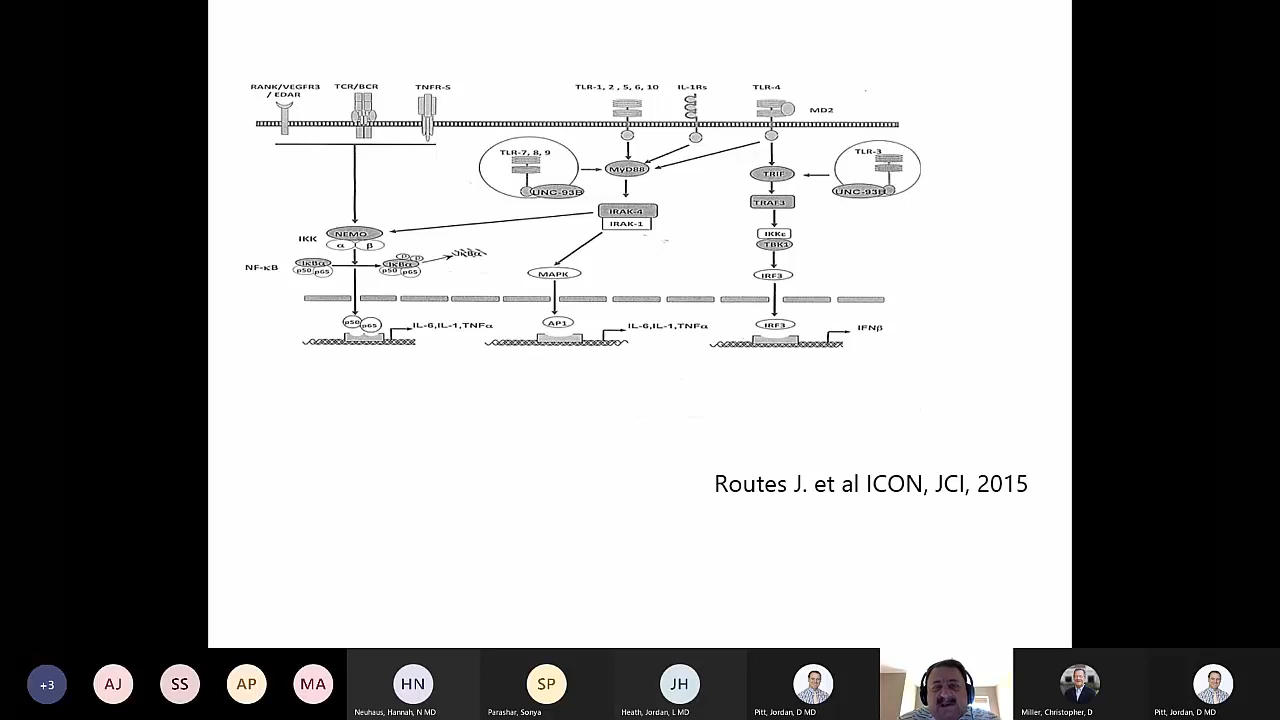 RANK/VEGFR3
/ EDAR
TCR/BCR
TNFR-S
TLR-1, 2 , 5, 6, 10
IL-1Rs
TLR-4
MD2
TLR-7, 8, 9
UNC-93B
MyD88
TRIF
TLR-3
UNC-93B
TRAF3
IRAK-4
IRAK-1
IKK
NEMO
α
β
IKKε
TBK1
NF-κB
IκBα
p50
p65
P
P
IκBα
p50
p65
IκBα
MAPK
IRF3
p50
p65
IL-6,IL-1,TNFα
AP1
IL-6,IL-1,TNFα
IRF3
IFNβ
Routes J. et al ICON, JCI, 2015
+3
AJ
SS
AP
MA
HN
Neuhaus, Hannah, N MD
SP
Parashar, Sonya
JH
Heath, Jordan, L MD
Pitt, Jordan, D MD
Miller, Christopher, D
Pitt, Jordan, D MD